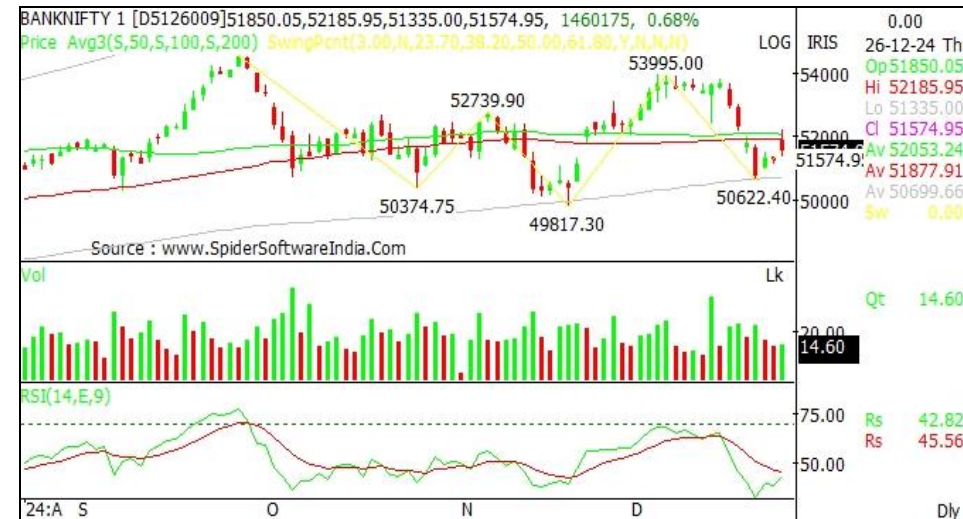 BANKNIFTY 1 [D5126009]51850.05,52185.95,51335.00,51574.95, 1460175, 0.68%
0.00
Price Avg3(S,50,S,100,S,200) SwingPcnt(3.00,N,23.70,38.20,50.00,61.80,Y,N,N,N)
LOG
IRIS
26-12-24 Th
Op51850.05
Hi 52185.95
Lo 51335.00
Cl 51574.95
Av 52053.24
Av 51877.91
Av 50699.66
Sw 0.00
53995.00
54000
52739.90
52000
51574.9
50622.40
50000
50374.75
49817.30
Source : www.SpiderSoftwareIndia.Com
Vol
Lk
Qt 14.60
20.00
14.60
RSI(14,E,9)
75.00
Rs 42.82
Rs 45.56
50.00
'24:A S O N D
Dly